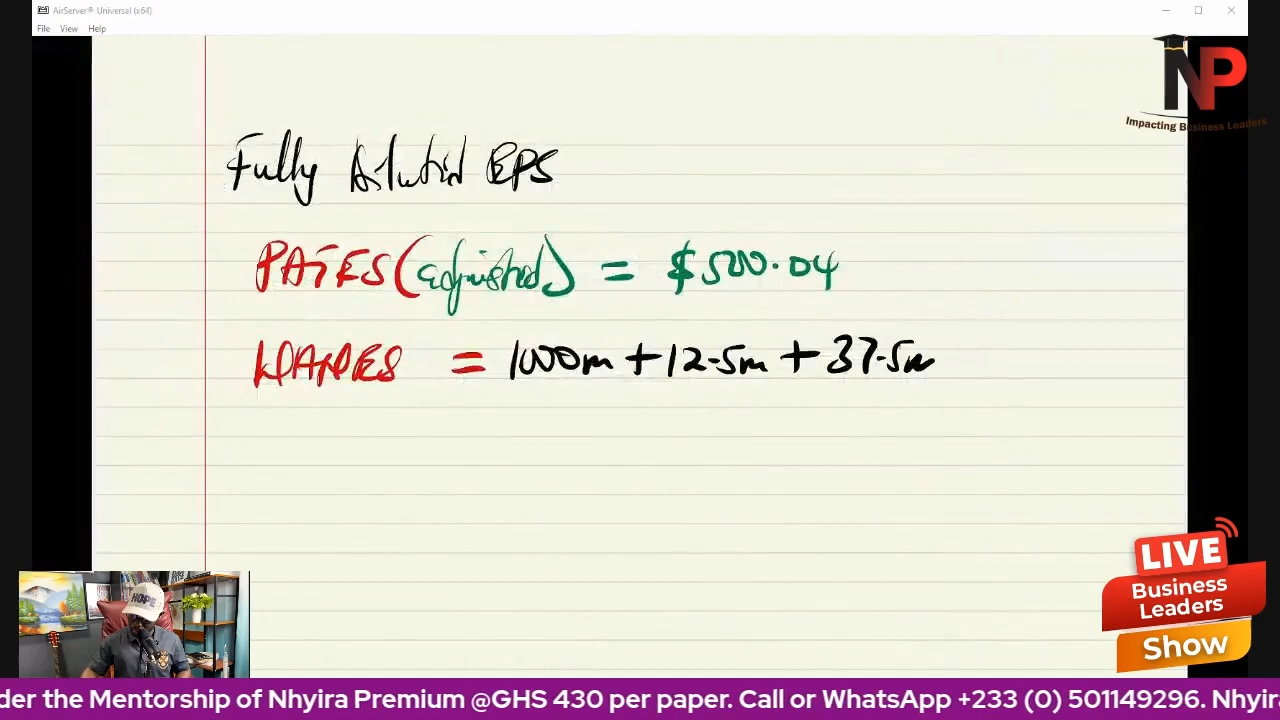 AirServer® Universal (x64)
File View Help
NP
Impacting Business Leaders
Fully Diluted EPS
PATES (adjusted) = $500.04
= 1000m + 12.5m + 37.5m
HOPE
LIVE
Business
Leaders
Show
der the Mentorship of Nhyira Premium @GHS 430 per paper. Call or WhatsApp +233 (0) 501149296. Nhyir